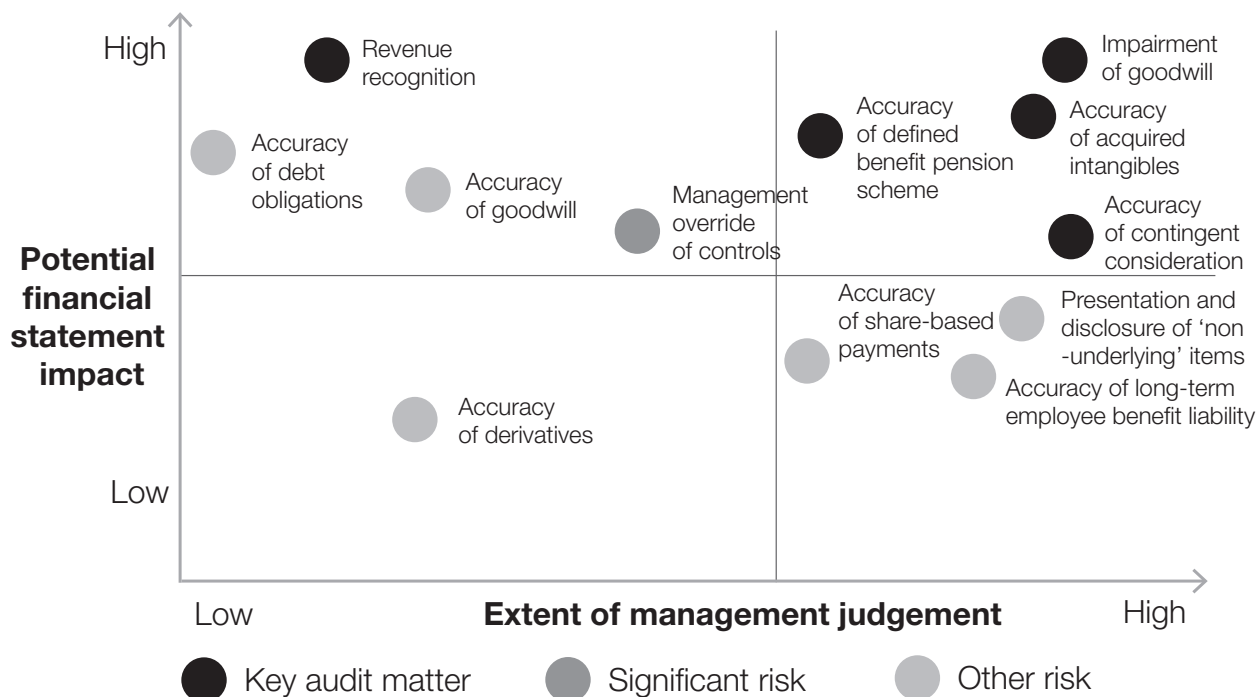 High
Revenue
recognition
Impairment
of goodwill
Accuracy
of defined
benefit pension
scheme
Accuracy
of acquired
intangibles
Accuracy
of debt
obligations
Accuracy
of goodwill
Management
override
of controls
Accuracy
of contingent
consideration
Potential
financial
statement
impact
Accuracy
of share-based
payments
Presentation and
disclosure of ‘non
-underlying’ items
Accuracy of long-term
employee benefit liability
Accuracy
of derivatives
Low
Low
Extent of management judgement
High
Key audit matter
Significant risk
Other risk